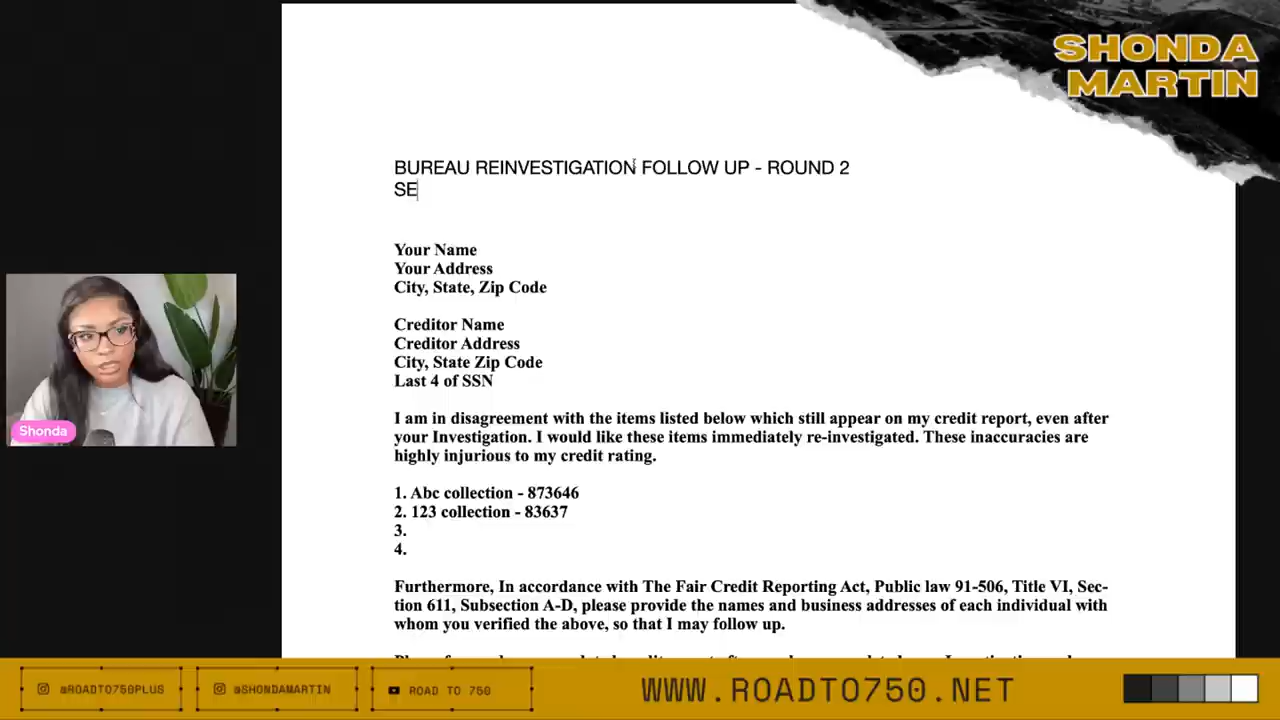 SHONDA
MARTIN
BUREAU REINVESTIGATION FOLLOW UP - ROUND 2
SE
Your Name
Your Address
City, State, Zip Code
Creditor Name
Creditor Address
City, State Zip Code
Last 4 of SSN
I am in disagreement with the items listed below which still appear on my credit report, even after
your Investigation. I would like these items immediately re-investigated. These inaccuracies are
highly injurious to my credit rating.
1. Abc collection - 873646
2. 123 collection - 83637
3.
4.
Furthermore, In accordance with The Fair Credit Reporting Act, Public law 91-506, Title VI, Sec-
tion 611, Subsection A-D, please provide the names and business addresses of each individual with
whom you verified the above, so that I may follow up.
Shonda
@ROADTO750PLUS
@SHONDAMARTIN
ROAD TO 750
WWW.ROADTO750.NET